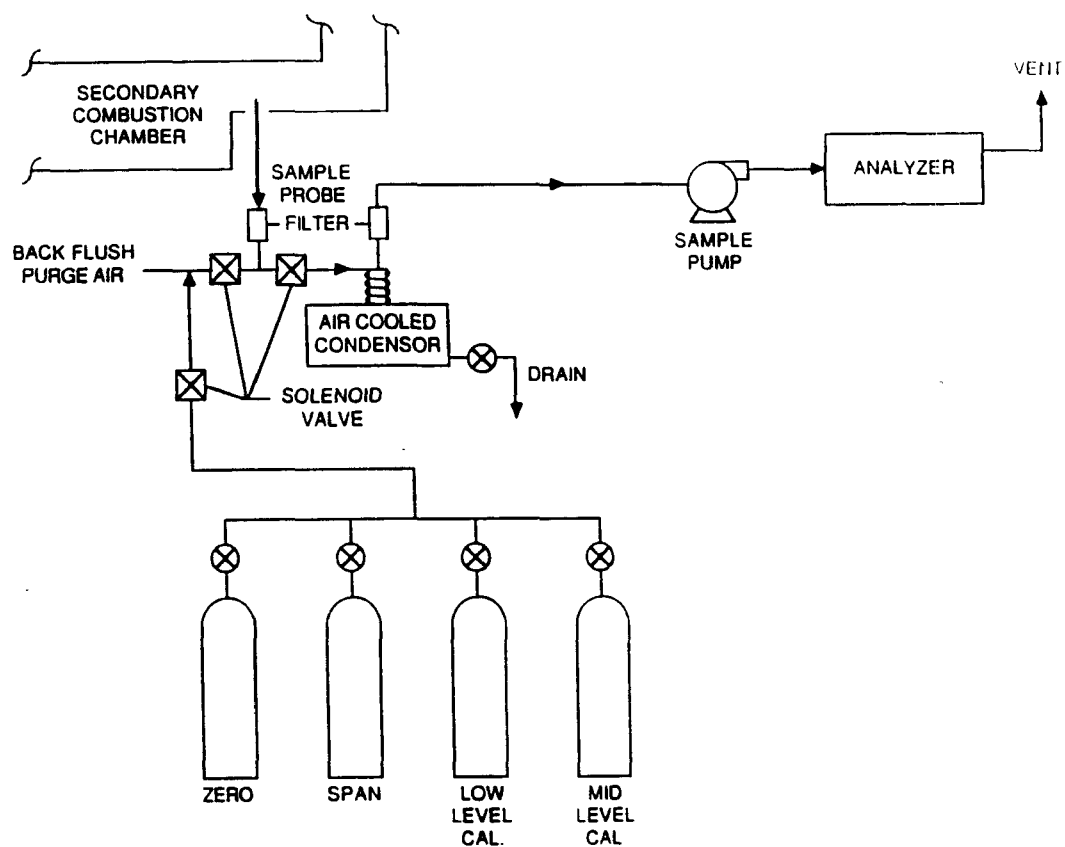 VENT
SECONDARY
COMBUSTION
CHAMBER
ANALYZER
SAMPLE
PROBE
FILTER
SAMPLE
PUMP
BACK FLUSH
PURGE AIR
AIR COOLED
CONDENSOR
DRAIN
SOLENOID
VALVE
ZERO
SPAN
LOW
LEVEL
CAL.
MID
LEVEL
CAL